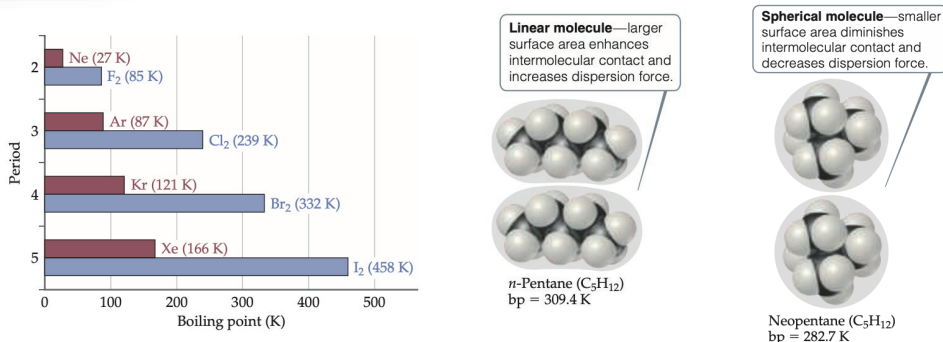 Period
2
Ne (27 K)
F₂ (85 K)
3
Ar (87 K)
Cl₂ (239 K)
4
Kr (121 K)
Br₂ (332 K)
5
Xe (166 K)
I₂ (458 K)
0 100 200 300 400 500
Boiling point (K)
Linear molecule—larger
surface area enhances
intermolecular contact and
increases dispersion force.
n-Pentane (C₅H₁₂)
bp = 309.4 K
Spherical molecule—smaller
surface area diminishes
intermolecular contact and
decreases dispersion force.
Neopentane (C₅H₁₂)
bp = 282.7 K